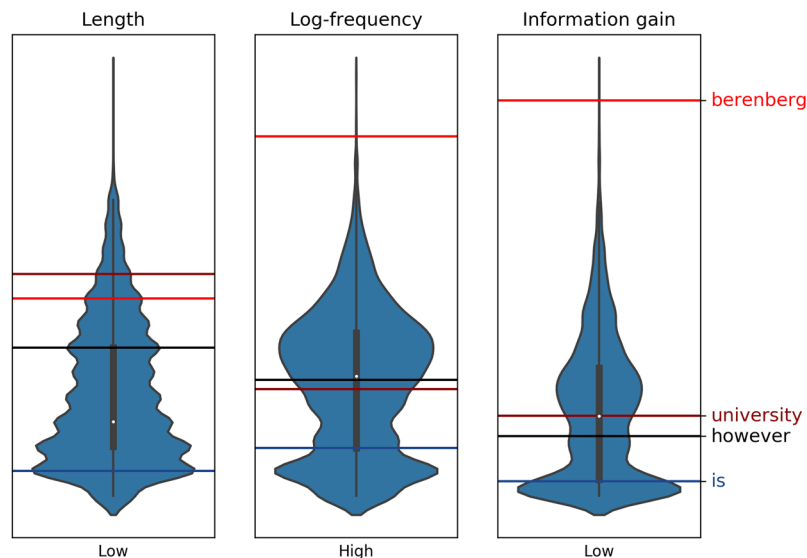 Length
Log-frequency
Information gain
berenberg
university
however
is
Low
High
Low